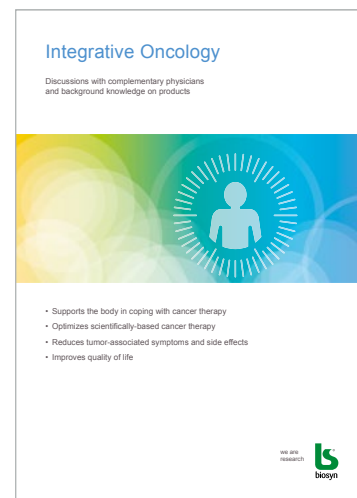 Integrative Oncology
Discussions with complementary physicians
and background knowledge on products
• Supports the body in coping with cancer therapy
• Optimizes scientifically-based cancer therapy
• Reduces tumor-associated symptoms and side effects
• Improves quality of life
we are
research
biosyn